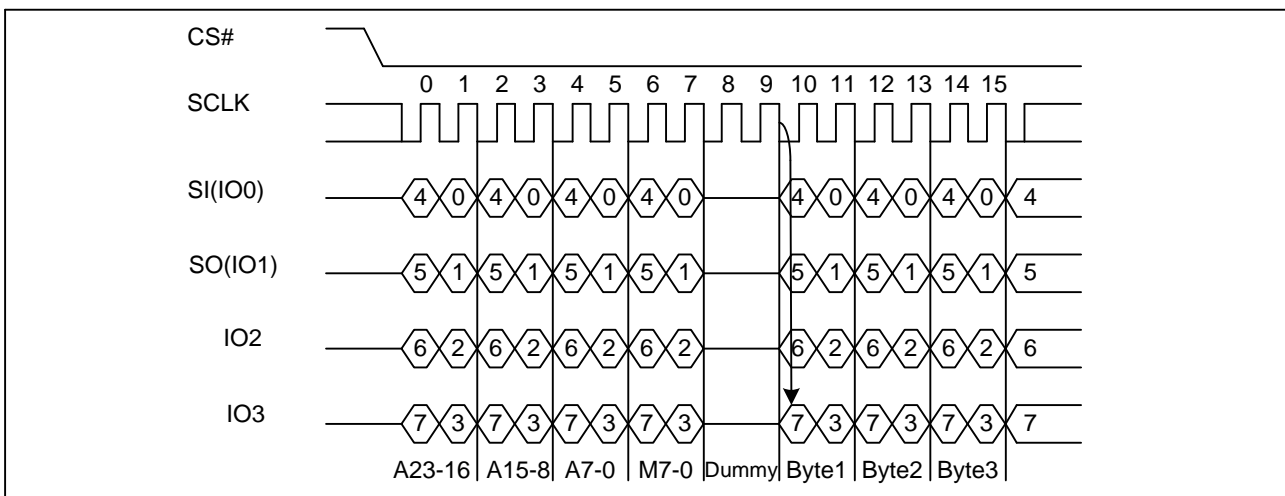 CS#
0 1 2 3 4 5 6 7 8 9 10 11 12 13 14 15
SCLK
SI(IO0) 4 0 4 0 4 0 4 0 4 0 4 0 4 0 4
SO(IO1) 5 1 5 1 5 1 5 1 5 1 5 1 5 1 5
IO2 6 2 6 2 6 2 6 2 6 2 6 2 6 2 6
IO3 7 3 7 3 7 3 7 3 7 3 7 3 7 3 7
A23-16 A15-8 A7-0 M7-0 Dummy Byte1 Byte2 Byte3